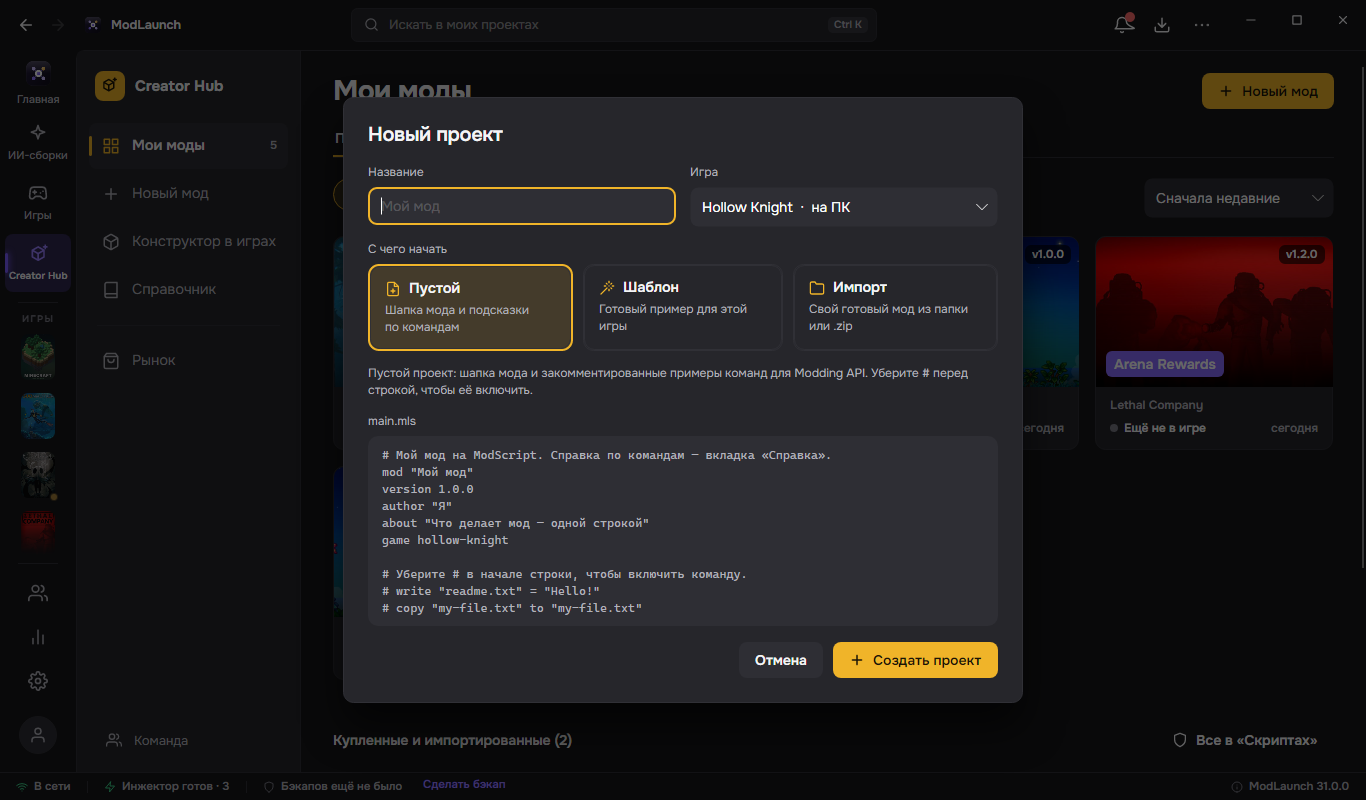 ModLaunch
Искать в моих проектах
Ctrl K
Главная
ИИ-сборки
Игры
Creator Hub
ИГРЫ
MINECRAFT
Creator Hub
Мои моды
5
Новый мод
Конструктор в играх
Справочник
Рынок
Команда
Мои моды
Новый мод
Сначала недавние
v1.0.0
v1.2.0
Arena Rewards
Lethal Company
егодня
Ещё не в игре
сегодня
Новый проект
Название
Игра
Мой мод
Hollow Knight · на ПК
С чего начать
Пустой
Шапка мода и подсказки
по командам
Шаблон
Готовый пример для этой
игры
Импорт
Свой готовый мод из папки
или .zip
Пустой проект: шапка мода и закомментированные примеры команд для Modding API. Уберите # перед
строкой, чтобы её включить.
main.mls
# Мой мод на ModScript. Справка по командам — вкладка «Справка».
mod "Мой мод"
version 1.0.0
author "Я"
about "Что делает мод — одной строкой"
game hollow-knight
# Уберите # в начале строки, чтобы включить команду.
# write "readme.txt" = "Hello!"
# copy "my-file.txt" to "my-file.txt"
Отмена
Создать проект
Купленные и импортированные (2)
Все в «Скриптах»
В сети
Инжектор готов · 3
Бэкапов ещё не было
Сделать бэкап
ModLaunch 31.0.0